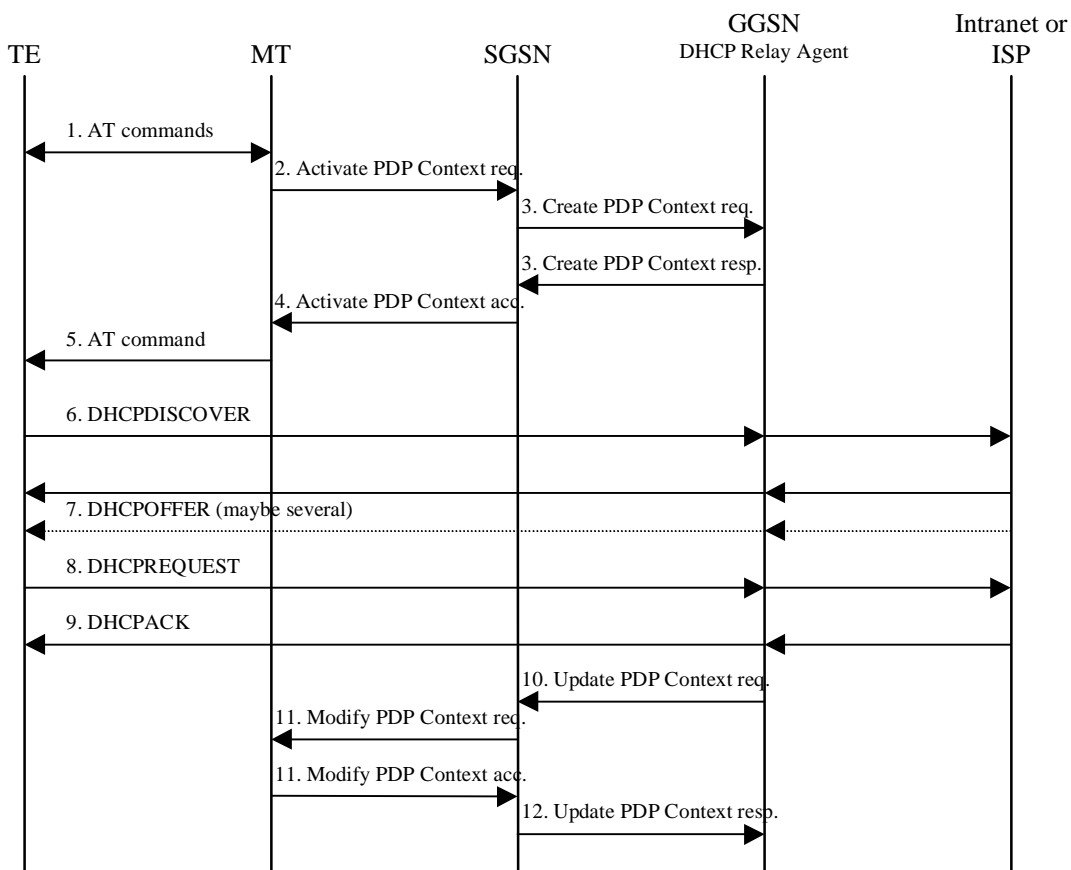 GGSN
Intranet or
TE
MT
SGSN
DHCP Relay Agent
ISP
1. AT commands
2. Activate PDP Context req.
3. Create PDP Context req.
3. Create PDP Context resp.
4. Activate PDP Context acc.
5. AT command
6. DHCPDISCOVER
7. DHCPOFFER (maybe several)
8. DHCPREQUEST
9. DHCPACK
10. Update PDP Context req.
11. Modify PDP Context req.
11. Modify PDP Context acc.
12. Update PDP Context resp.